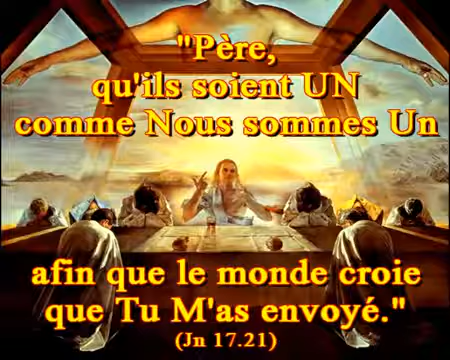 "Père,
qu'ils soient UN
comme Nous sommes Un
afin que le monde croie
que Tu M'as envoyé."
(Jn 17.21)